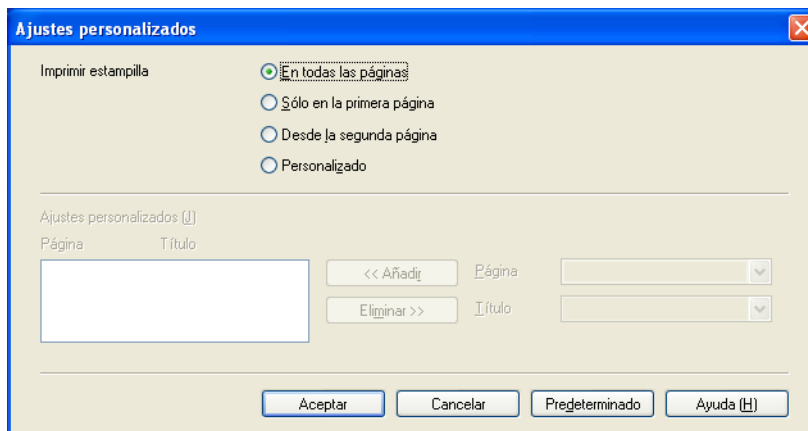 Ajustes personalizados
Imprimir estampilla
En todas las páginas
Sólo en la primera página
Desde la segunda página
Personalizado
Ajustes personalizados (J)
Página Título
<< Añadir Página
Eliminar >> Título
Aceptar Cancelar Predeterminado Ayuda (H)